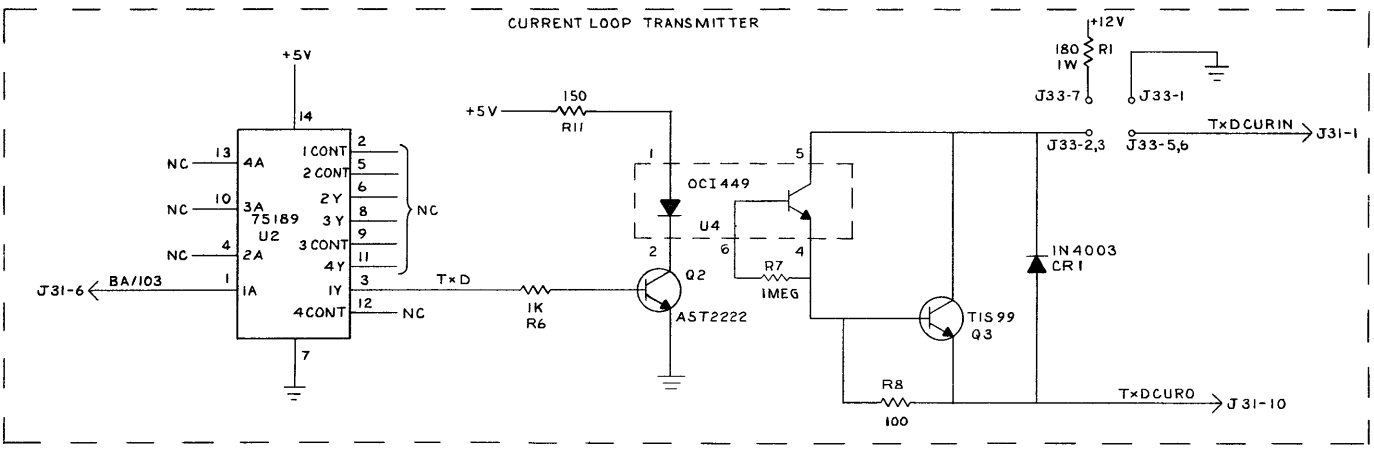 CURRENT LOOP TRANSMITTER
+12V
180 R1
1W
J33-7
J33-1
+5V
14
+5V
150
R11
TxDCURIN
J31-1
J33-2,3
J33-5,6
NC
13
4A
1 CONT
2
2 CONT
5
NC
10
3A
2Y
6
75189
U2
3Y
8
NC
3 CONT
9
NC
4
2A
4Y
11
J31-6
BA/103
1
1A
1Y
3
TxD
4 CONT
12
NC
7
1K
R6
1
5
OCI449
U4
2
6
4
Q2
AST2222
R7
1MEG
1N4003
CR1
TIS99
Q3
R8
100
TxDCURO
J31-10